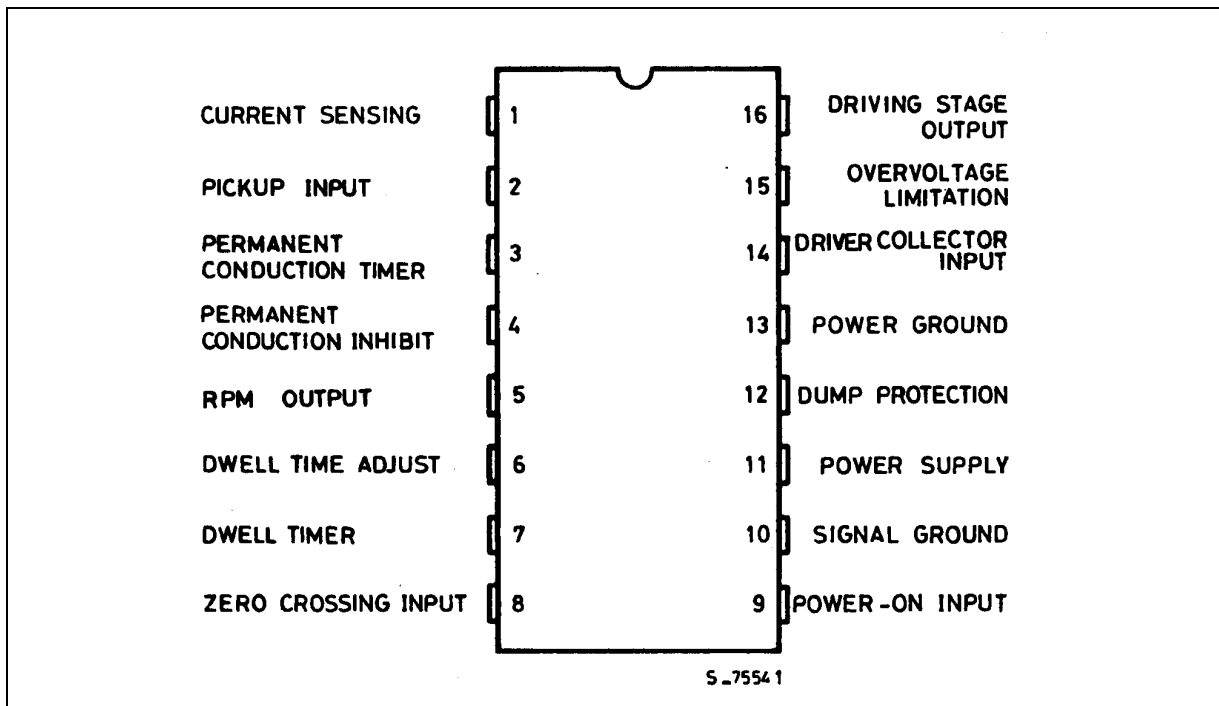 CURRENT SENSING 1
PICKUP INPUT 2
PERMANENT
CONDUCTION TIMER 3
PERMANENT
CONDUCTION INHIBIT 4
RPM OUTPUT 5
DWELL TIME ADJUST 6
DWELL TIMER 7
ZERO CROSSING INPUT 8
16 DRIVING STAGE
OUTPUT
15 OVERVOLTAGE
LIMITATION
14 DRIVER COLLECTOR
INPUT
13 POWER GROUND
12 DUMP PROTECTION
11 POWER SUPPLY
10 SIGNAL GROUND
9 POWER-ON INPUT
S_75541